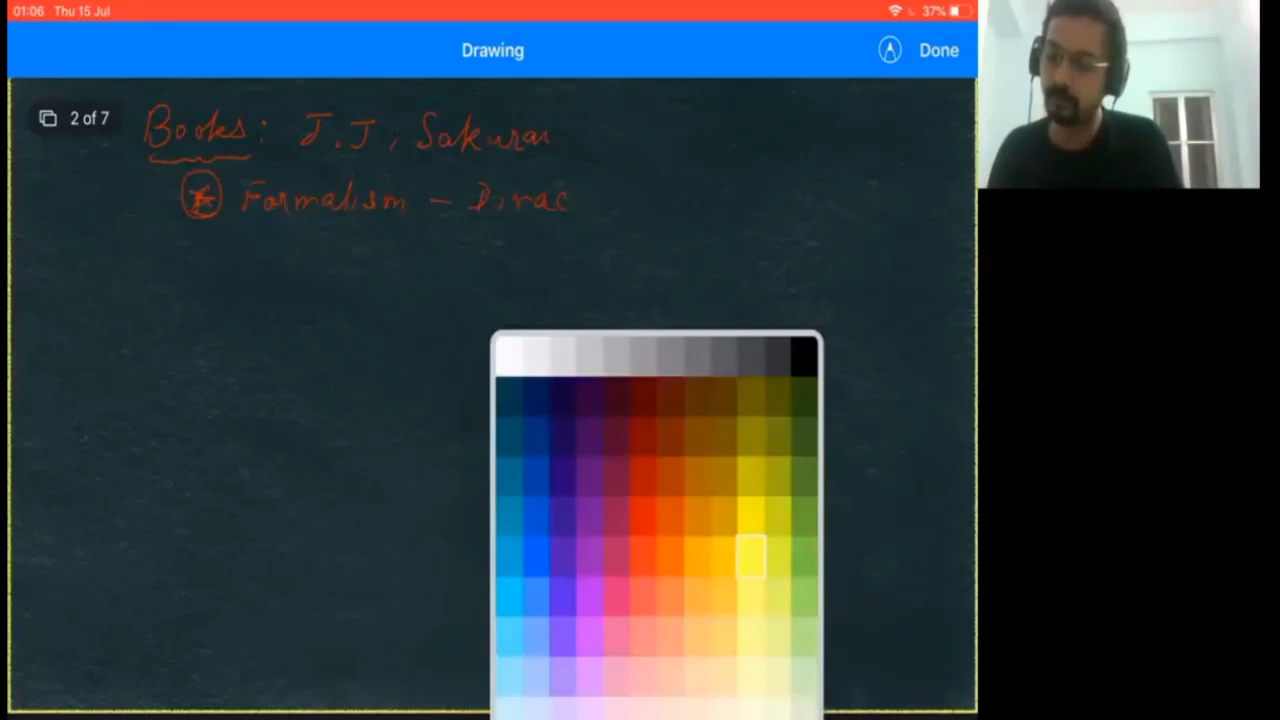 01:06 Thu 15 Jul 37%
Drawing Done
2 of 7
Books: J.J. Sakurai
* Formalism - Dirac